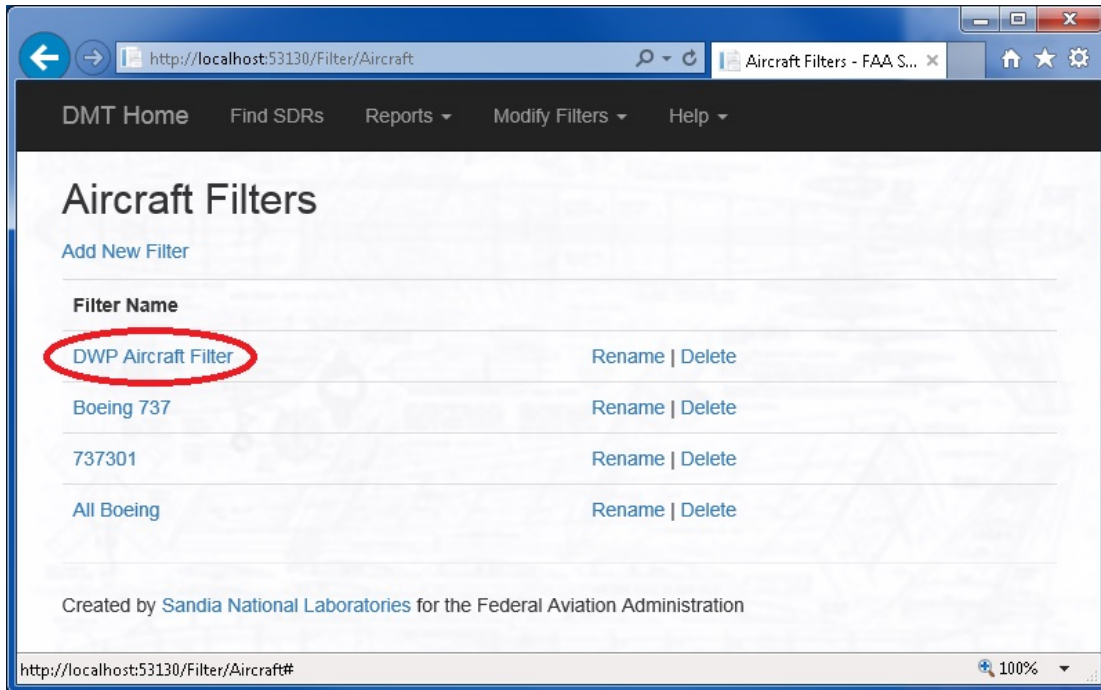 http://localhost:53130/Filter/Aircraft
Aircraft Filters - FAA S...
DMT Home Find SDRs Reports Modify Filters Help
Aircraft Filters
Add New Filter
Filter Name
DWP Aircraft Filter Rename | Delete
Boeing 737 Rename | Delete
737301 Rename | Delete
All Boeing Rename | Delete
Created by Sandia National Laboratories for the Federal Aviation Administration
http://localhost:53130/Filter/Aircraft# 100%